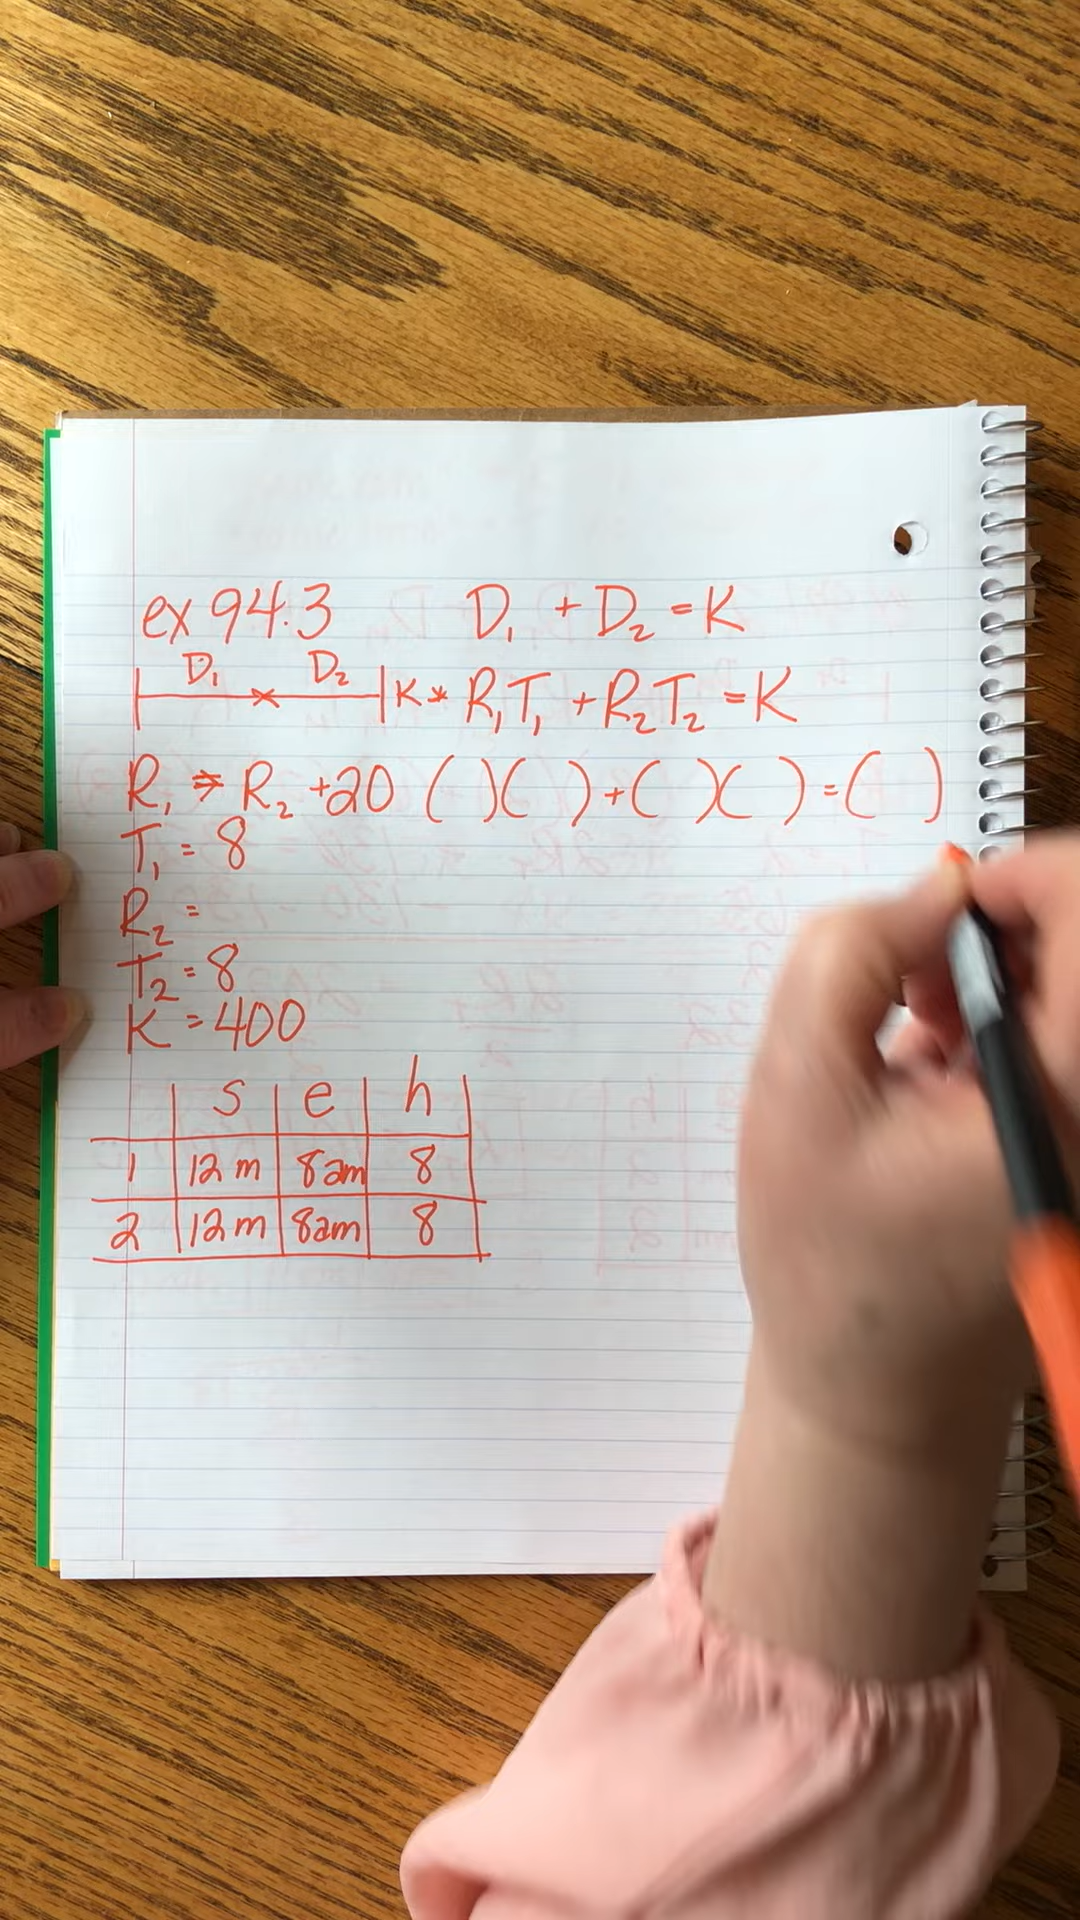 ex 94.3 D₁ + D₂ = K
D₁ D₂ K * R₁T₁ + R₂T₂ = K
R₁ = R₂ + 20 ( )( ) + ( )( ) = ( )
T₁ = 8
R₂ =
T₂ = 8
K = 400
s e h
1 12m 8am 8
2 12m 8am 8